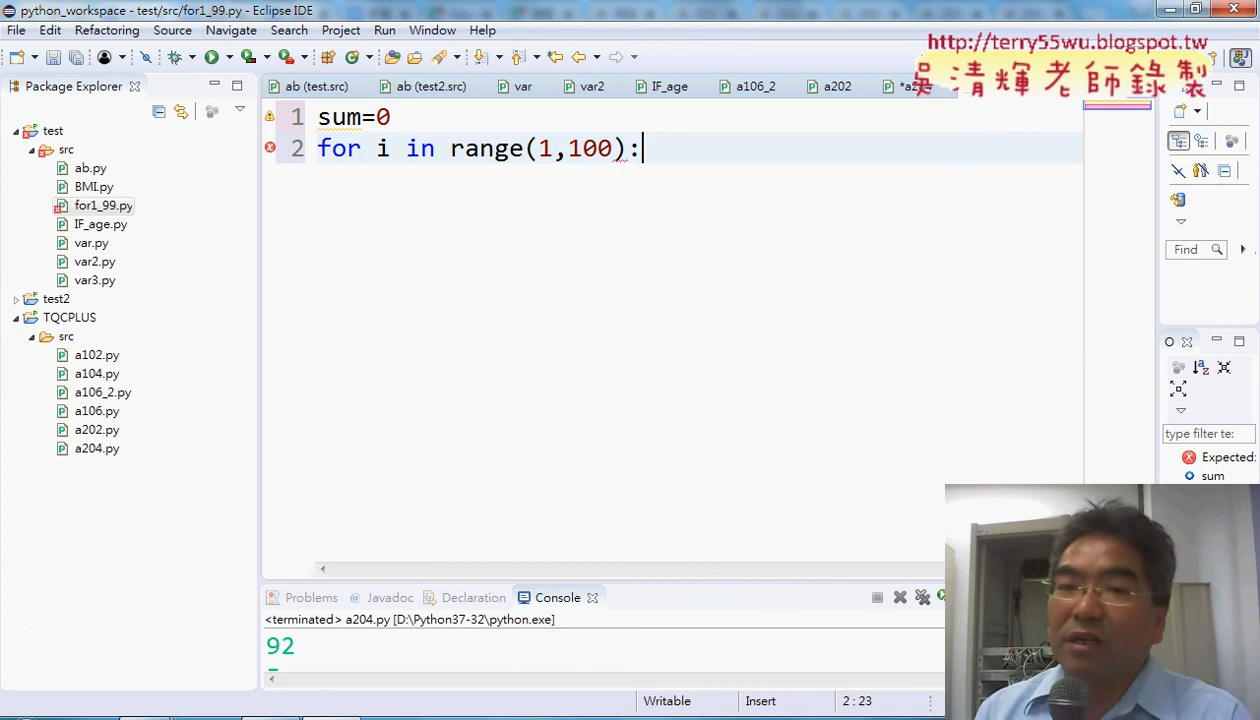 python_workspace - test/src/for1_99.py - Eclipse IDE
File Edit Refactoring Source Navigate Search Project Run Window Help
http://terry55wu.blogspot.tw
吳清輝老師錄製
Package Explorer
ab (test.src) ab (test2.src) var var2 IF_age a106_2 a202
test
src
ab.py
BMI.py
for1_99.py
IF_age.py
var.py
var2.py
var3.py
test2
TQCPLUS
src
a102.py
a104.py
a106_2.py
a106.py
a202.py
a204.py
1 sum=0
2 for i in range(1,100):
Find
O
type filter te:
Expected:
sum
Problems Javadoc Declaration Console
<terminated> a204.py [D:\Python37-32\python.exe]
92
Writable Insert 2 : 23